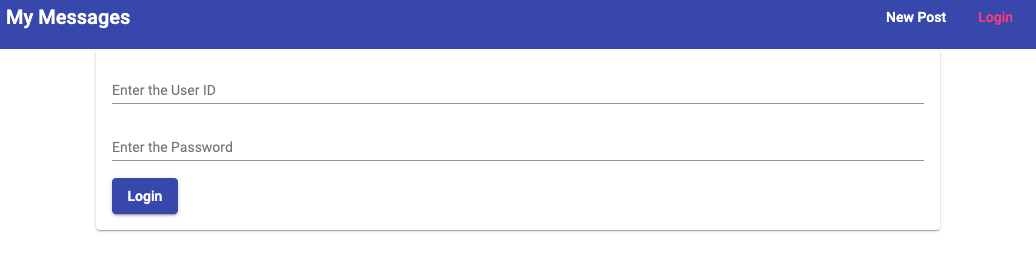 My Messages
New Post
Login
Enter the User ID
Enter the Password
Login